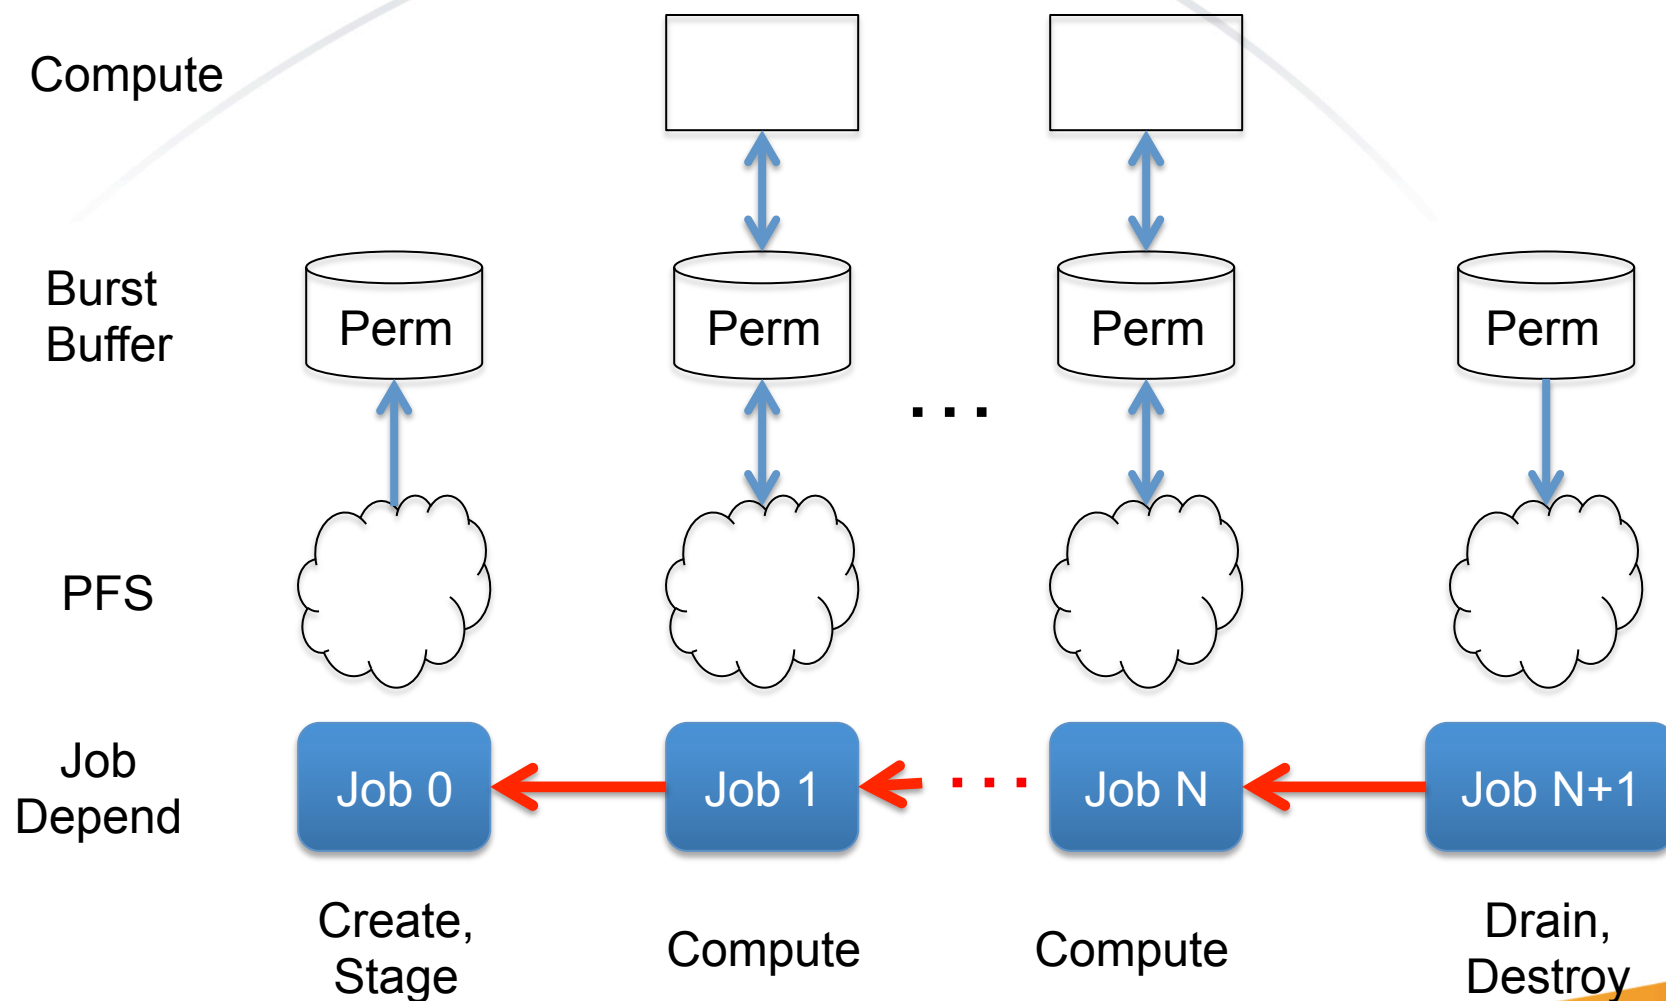 Compute
Burst
Buffer
Perm
Perm
Perm
Perm
...
PFS
Job
Depend
Job 0
Job 1
...
Job N
Job N+1
Create,
Stage
Compute
Compute
Drain,
Destroy